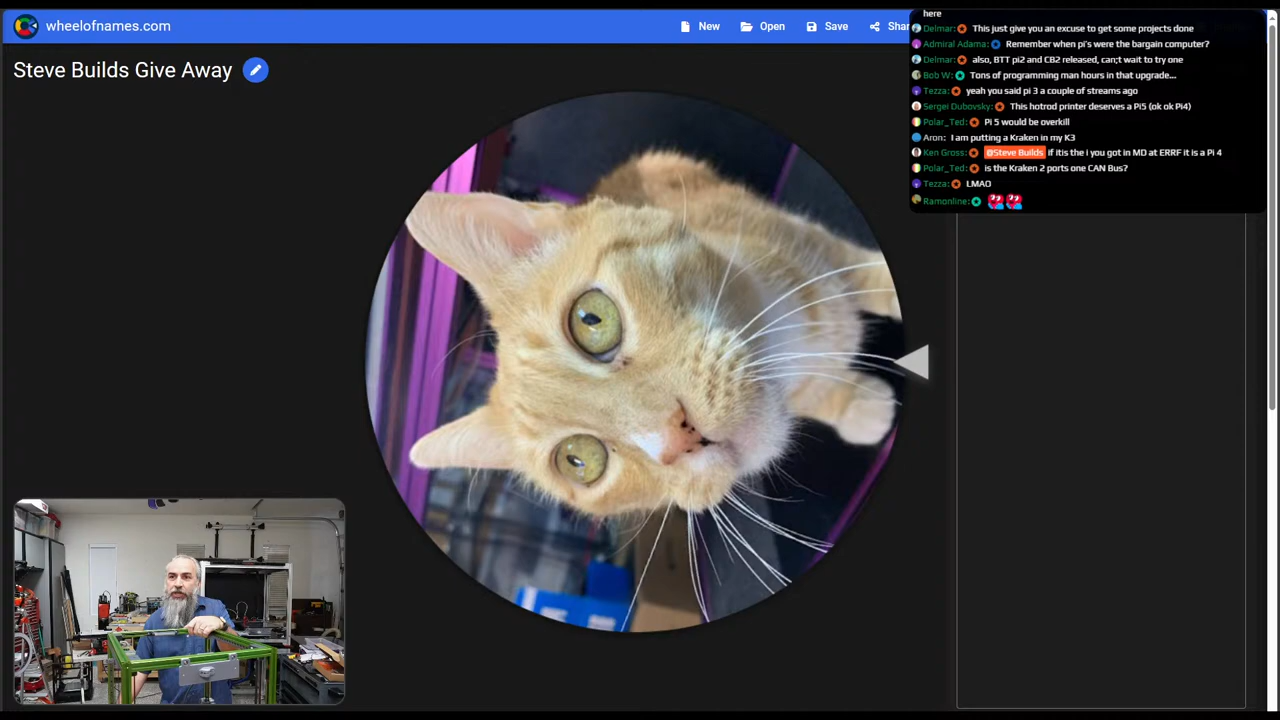 wheelofnames.com
New
Open
Save
Shar
Steve Builds Give Away
here
Delmar: This just give you an excuse to get some projects done
Admiral Adama: Remember when pi's were the bargain computer?
Delmar: also, BTT pi2 and CB2 released, can;t wait to try one
Bob W: Tons of programming man hours in that upgrade...
Tezza: yeah you said pi 3 a couple of streams ago
Sergei Dubovsky: This hotrod printer deserves a Pi5 (ok ok Pi4)
Polar_Ted: Pi 5 would be overkill
Aron: I am putting a Kraken in my K3
Ken Gross: @Steve Builds if itis the i you got in MD at ERRF it is a Pi 4
Polar_Ted: is the Kraken 2 ports one CAN Bus?
Tezza: LMAO
Ramonline: